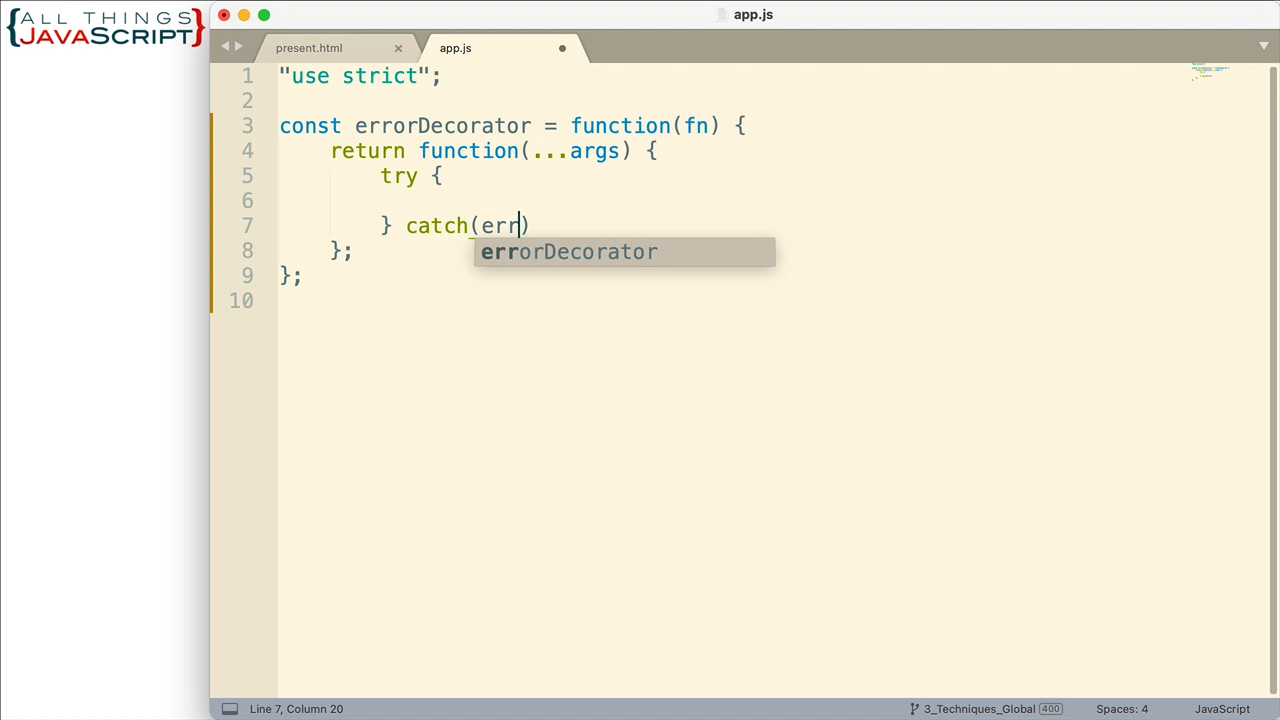 ALL THINGS
JAVASCRIPT
app.js
present.html
app.js
1 "use strict";
2
3 const errorDecorator = function(fn) {
4 return function(...args) {
5 try {
6
7 } catch(err)
errorDecorator
8 };
9 };
10
Line 7, Column 20
3_Techniques_Global 400
Spaces: 4
JavaScript